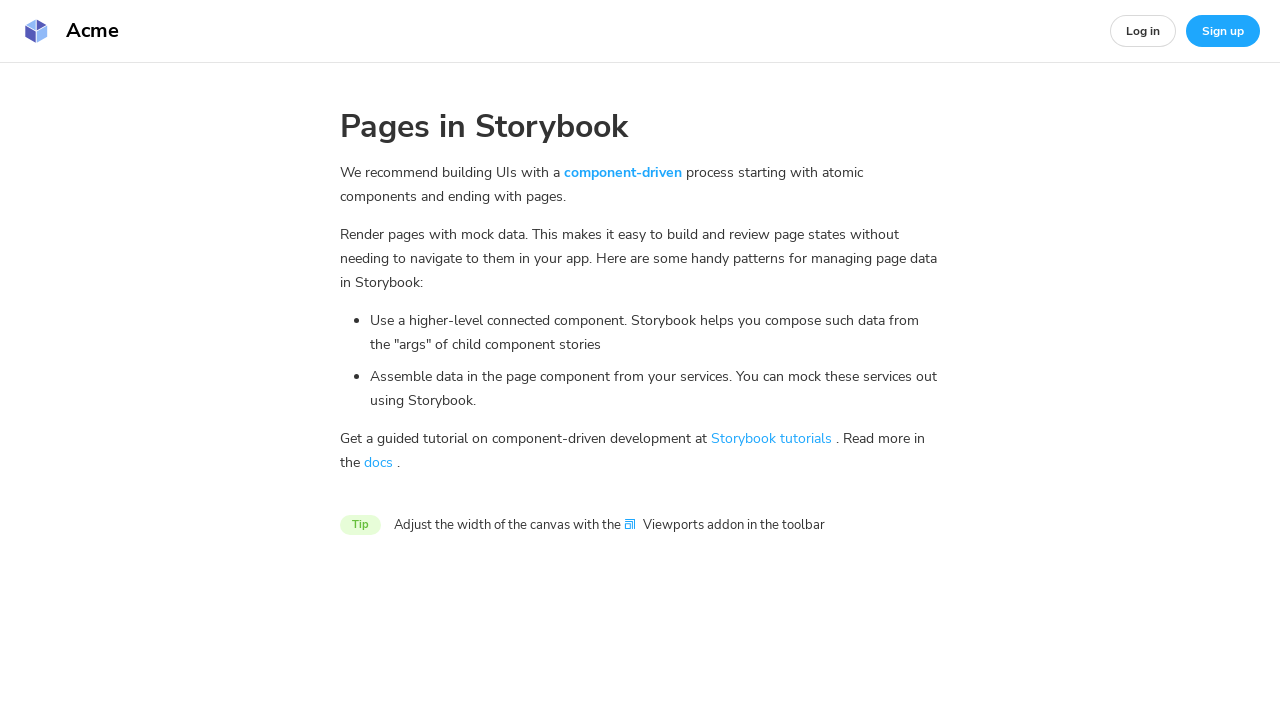 Acme
Log in
Sign up
Pages in Storybook
We recommend building UIs with a component-driven process starting with atomic
components and ending with pages.
Render pages with mock data. This makes it easy to build and review page states without
needing to navigate to them in your app. Here are some handy patterns for managing page data
in Storybook:
Use a higher-level connected component. Storybook helps you compose such data from
the "args" of child component stories
Assemble data in the page component from your services. You can mock these services out
using Storybook.
Get a guided tutorial on component-driven development at Storybook tutorials . Read more in
the docs .
Tip Adjust the width of the canvas with the Viewports addon in the toolbar